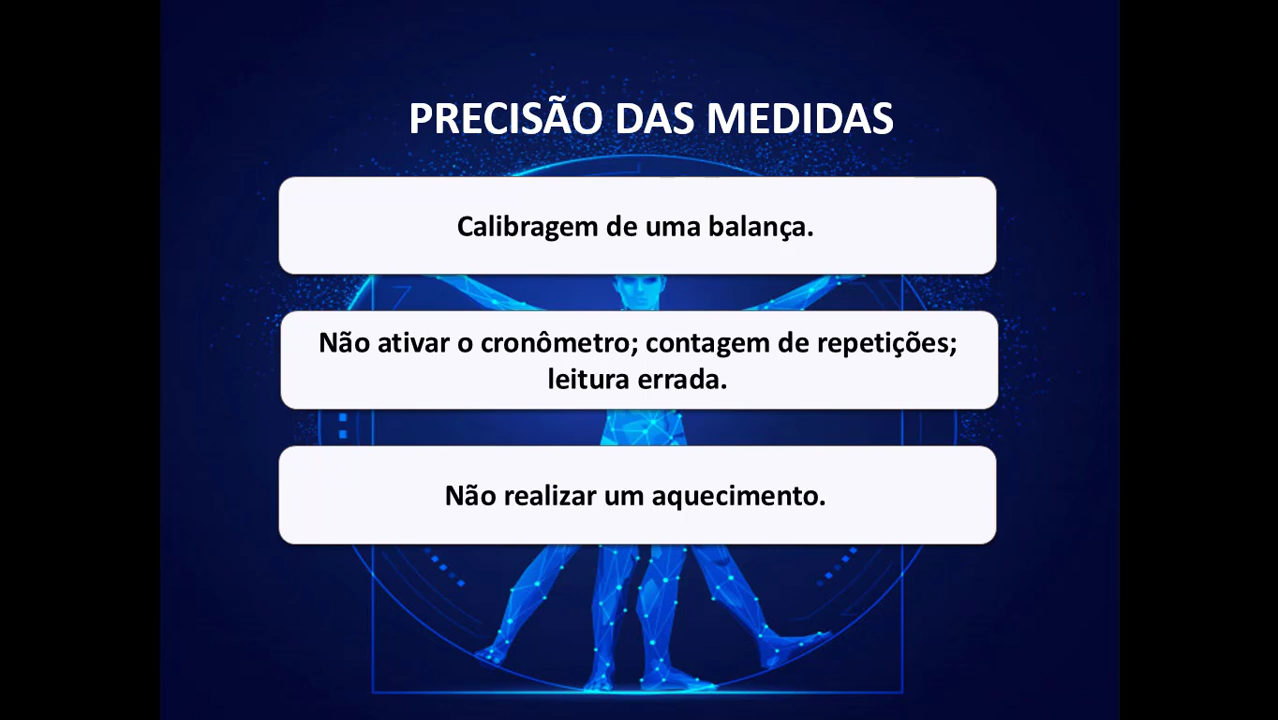 PRECISÃO DAS MEDIDAS
Calibragem de uma balança.
Não ativar o cronômetro; contagem de repetições;
leitura errada.
Não realizar um aquecimento.